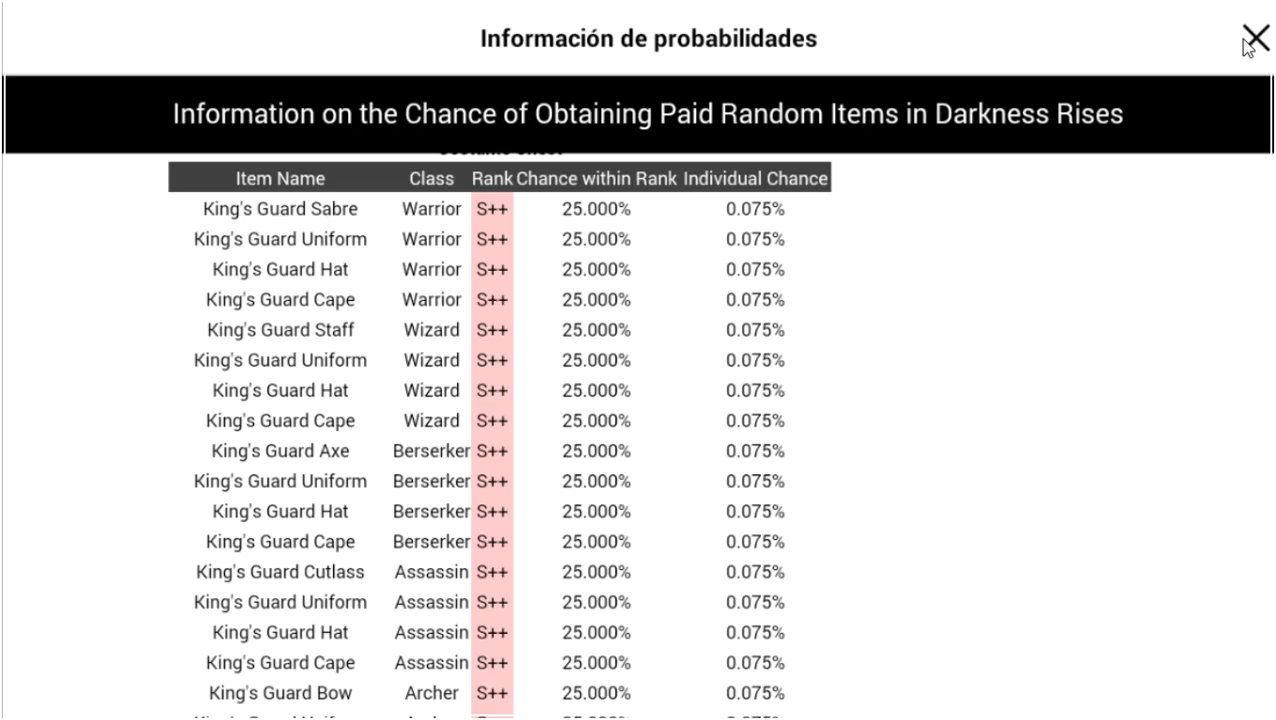 Información de probabilidades
Information on the Chance of Obtaining Paid Random Items in Darkness Rises
Item Name Class Rank Chance within Rank Individual Chance
King's Guard Sabre Warrior S++ 25.000% 0.075%
King's Guard Uniform Warrior S++ 25.000% 0.075%
King's Guard Hat Warrior S++ 25.000% 0.075%
King's Guard Cape Warrior S++ 25.000% 0.075%
King's Guard Staff Wizard S++ 25.000% 0.075%
King's Guard Uniform Wizard S++ 25.000% 0.075%
King's Guard Hat Wizard S++ 25.000% 0.075%
King's Guard Cape Wizard S++ 25.000% 0.075%
King's Guard Axe Berserker S++ 25.000% 0.075%
King's Guard Uniform Berserker S++ 25.000% 0.075%
King's Guard Hat Berserker S++ 25.000% 0.075%
King's Guard Cape Berserker S++ 25.000% 0.075%
King's Guard Cutlass Assassin S++ 25.000% 0.075%
King's Guard Uniform Assassin S++ 25.000% 0.075%
King's Guard Hat Assassin S++ 25.000% 0.075%
King's Guard Cape Assassin S++ 25.000% 0.075%
King's Guard Bow Archer S++ 25.000% 0.075%